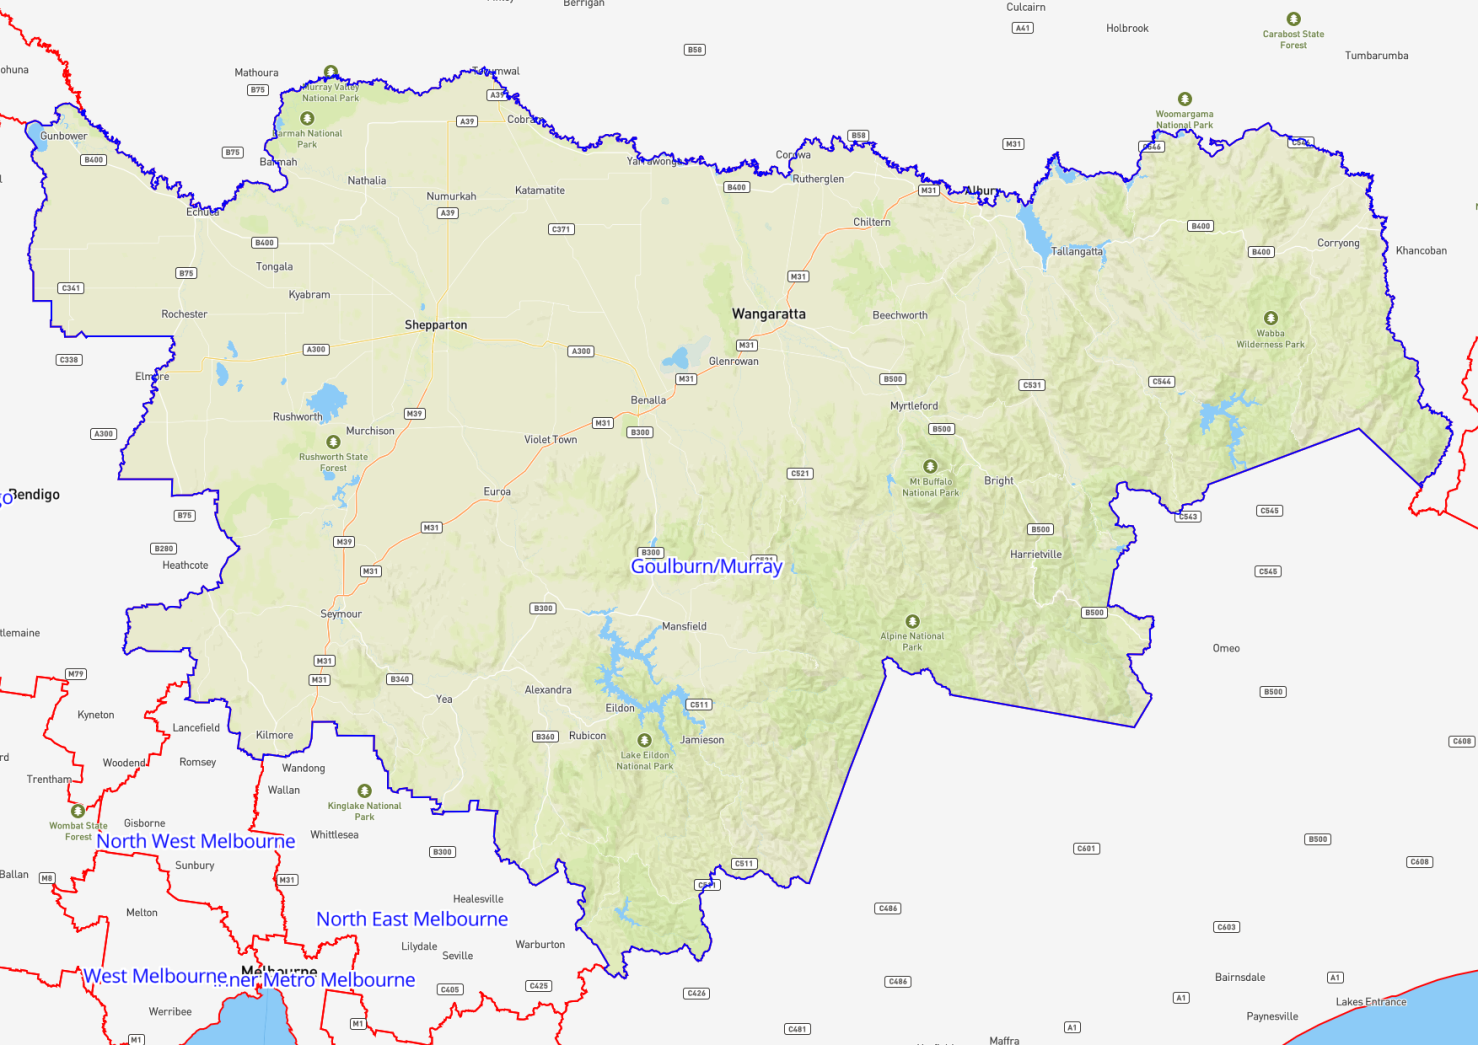 Berrigan
Culcairn
A41
Holbrook
Carabost State
Forest
Tumbarumba
B58
Mathoura
B75
Murray Valley
National Park
A39
Woomargama
National Park
Barmah National
Park
A39
Cobram
B58
M31
C546
Gunbower
B400
B75
Barmah
Corowa
Rutherglen
Nathalia
Numurkah
Katamatite
B400
M31
Albury
Echuca
A39
C371
Chiltern
B400
B400
Corryong
Khancoban
Tallangatta
B400
Tongala
B75
M31
C341
Kyabram
Rochester
Shepparton
Wangaratta
Beechworth
Wabba
Wilderness Park
C338
A300
A300
M31
Glenrowan
Elmore
M31
B500
C531
C544
Benalla
Myrtleford
Rushworth
M39
A300
Murchison
M31
B300
B500
Violet Town
Rushworth State
Forest
C521
Mt Buffalo
National Park
Bright
Bendigo
Euroa
B75
C543
C545
M31
B500
B280
M39
B300
Harrietville
Heathcote
M31
Goulburn/Murray
C545
B300
B500
Seymour
Mansfield
Alpine National
Park
Omeo
M79
M31
M31
B340
Yea
Alexandra
B500
Kyneton
Eildon
C511
Lancefield
Kilmore
B360
Rubicon
Jamieson
C608
Woodend
Romsey
Wandong
Lake Eildon
National Park
Trentham
Wallan
Kinglake National
Park
Wombat State
Forest
Gisborne
Whittlesea
North West Melbourne
B300
C601
B500
Sunbury
C511
C608
Ballan
M8
M31
C511
Healesville
Melton
C486
North East Melbourne
C603
Lilydale
Seville
Warburton
West Melbourne
Melbourne
Inner Metro Melbourne
C405
C425
C426
C486
Bairnsdale
A1
A1
Lakes Entrance
Werribee
M1
Paynesville
M1
C481
A1
Maffra